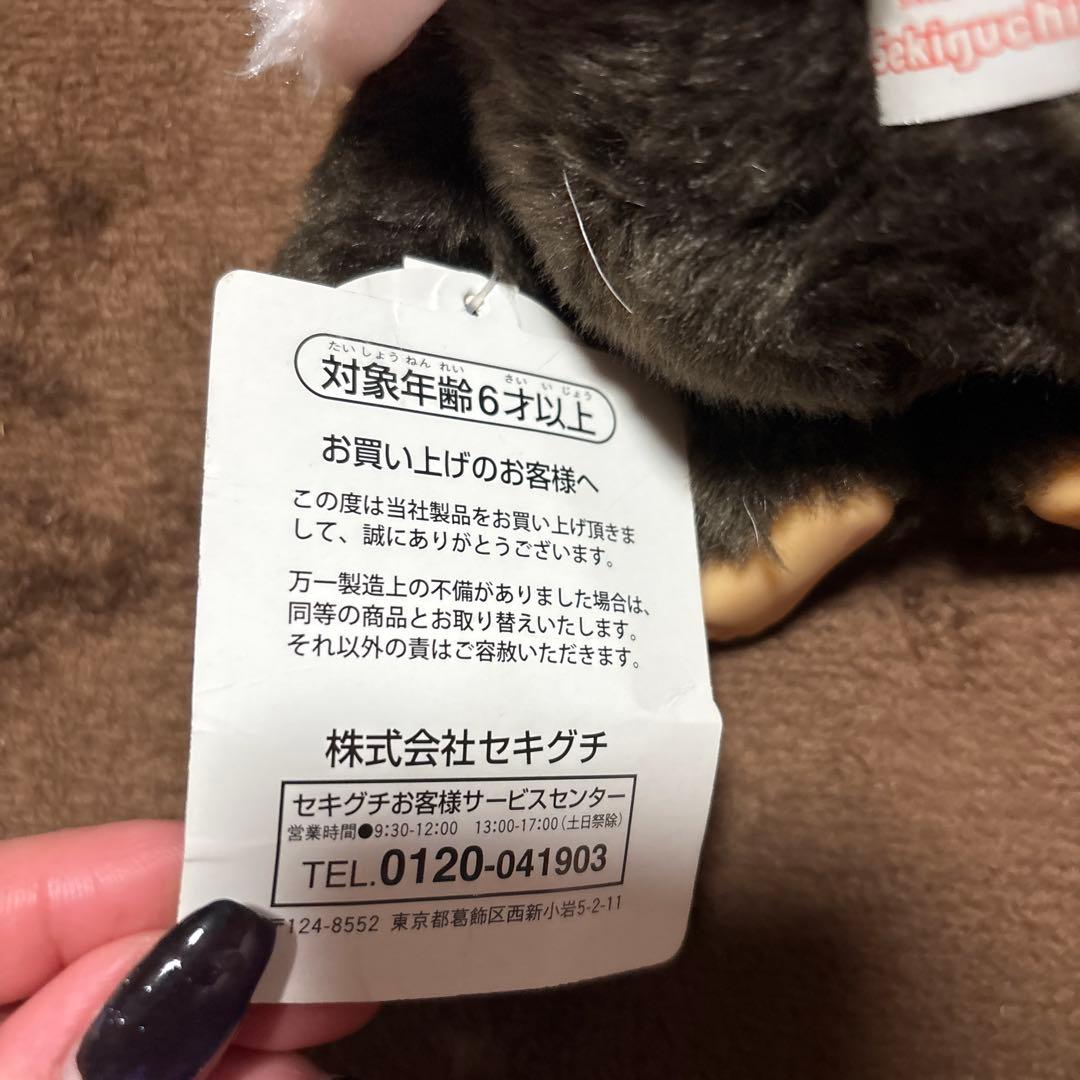 Sekiguchi
たいしょうねんれい さいいじょう
対象年齢6才以上
お買い上げのお客様へ
この度は当社製品をお買い上げ頂きま
して、誠にありがとうございます。
万一製造上の不備がありました場合は、
同等の商品とお取り替えいたします。
それ以外の責はご容赦いただきます。
株式会社セキグチ
セキグチお客様サービスセンター
営業時間●9:30-12:00 13:00-17:00(土日祭除)
TEL.0120-041903
〒124-8552 東京都葛飾区西新小岩5-2-11